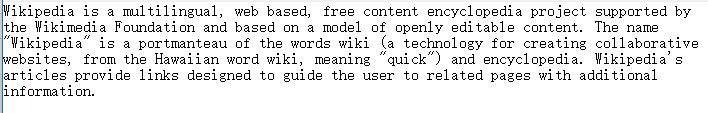 Wikipedia is a multilingual, web based, free content encyclopedia project supported by
the Wikimedia Foundation and based on a model of openly editable content. The name
"Wikipedia" is a portmanteau of the words wiki (a technology for creating collaborative
websites, from the Hawaiian word wiki, meaning "quick") and encyclopedia. Wikipedia's
articles provide links designed to guide the user to related pages with additional
information.